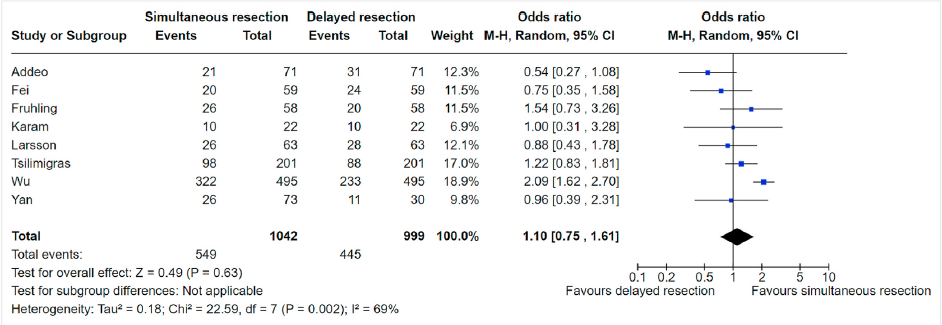 Simultaneous resection Delayed resection Odds ratio Odds ratio
Study or Subgroup Events Total Events Total Weight M-H, Random, 95% CI M-H, Random, 95% CI
Addeo 21 71 31 71 12.3% 0.54 [0.27 , 1.08]
Fei 20 59 24 59 11.5% 0.75 [0.35 , 1.58]
Fruhling 26 58 20 58 11.5% 1.54 [0.73 , 3.26]
Karam 10 22 10 22 6.9% 1.00 [0.31 , 3.28]
Larsson 26 63 28 63 12.1% 0.88 [0.43 , 1.78]
Tsilimigras 98 201 88 201 17.0% 1.22 [0.83 , 1.81]
Wu 322 495 233 495 18.9% 2.09 [1.62 , 2.70]
Yan 26 73 11 30 9.8% 0.96 [0.39 , 2.31]
Total 1042 999 100.0% 1.10 [0.75 , 1.61]
Total events: 549 445
Test for overall effect: Z = 0.49 (P = 0.63)
0.1 0.2 0.5 1 2 5 10
Test for subgroup differences: Not applicable
Favours delayed resection Favours simultaneous resection
Heterogeneity: Tau² = 0.18; Chi² = 22.59, df = 7 (P = 0.002); I² = 69%